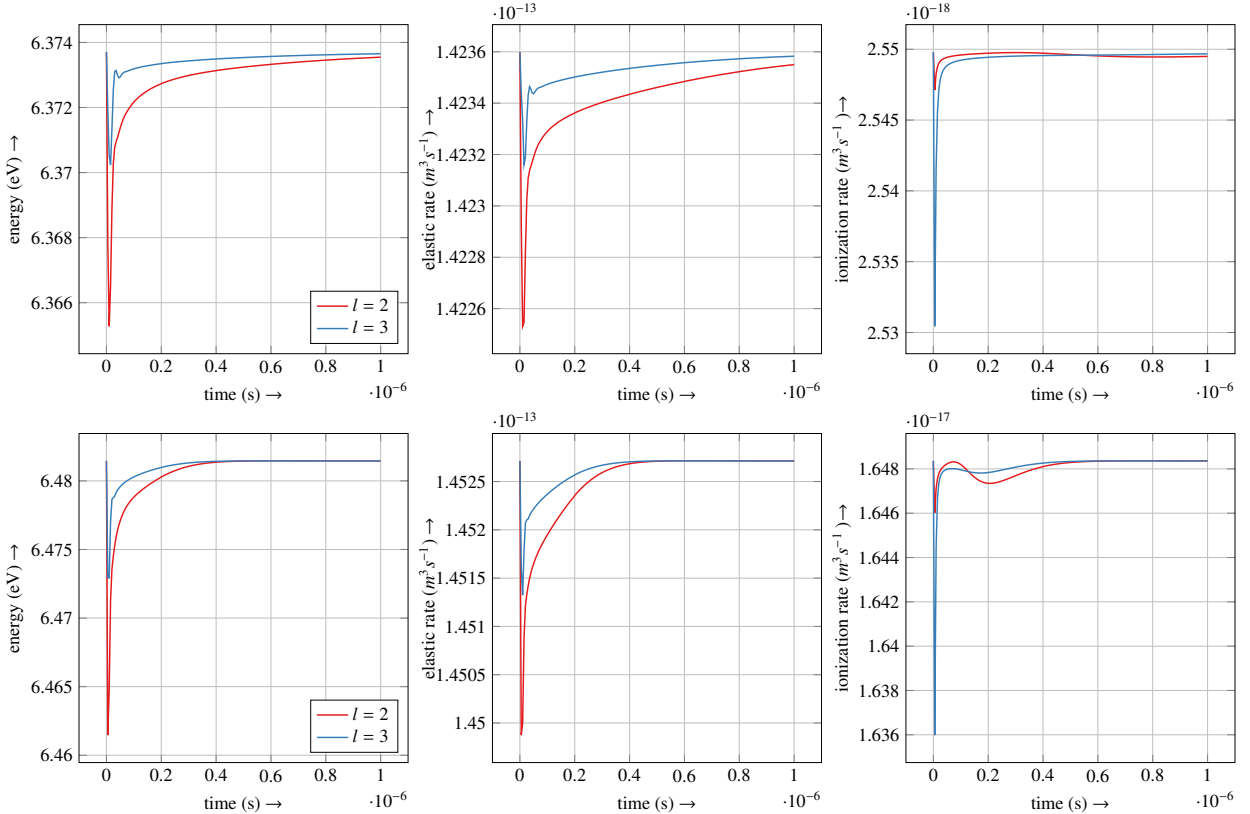 ·10⁻¹³
·10⁻¹⁸
6.374
6.372
6.37
6.368
6.366
energy (eV) →
l = 2
l = 3
0 0.2 0.4 0.6 0.8 1
·10⁻⁶
time (s) →
1.4236
1.4234
1.4232
1.423
1.4228
1.4226
elastic rate (m³s⁻¹) →
0 0.2 0.4 0.6 0.8 1
·10⁻⁶
time (s) →
2.55
2.545
2.54
2.535
2.53
ionization rate (m³s⁻¹) →
0 0.2 0.4 0.6 0.8 1
·10⁻⁶
time (s) →
·10⁻¹³
·10⁻¹⁷
6.48
6.475
6.47
6.465
6.46
energy (eV) →
l = 2
l = 3
0 0.2 0.4 0.6 0.8 1
·10⁻⁶
time (s) →
1.4525
1.452
1.4515
1.451
1.4505
1.45
elastic rate (m³s⁻¹) →
0 0.2 0.4 0.6 0.8 1
·10⁻⁶
time (s) →
1.648
1.646
1.644
1.642
1.64
1.638
1.636
ionization rate (m³s⁻¹) →
0 0.2 0.4 0.6 0.8 1
·10⁻⁶
time (s) →